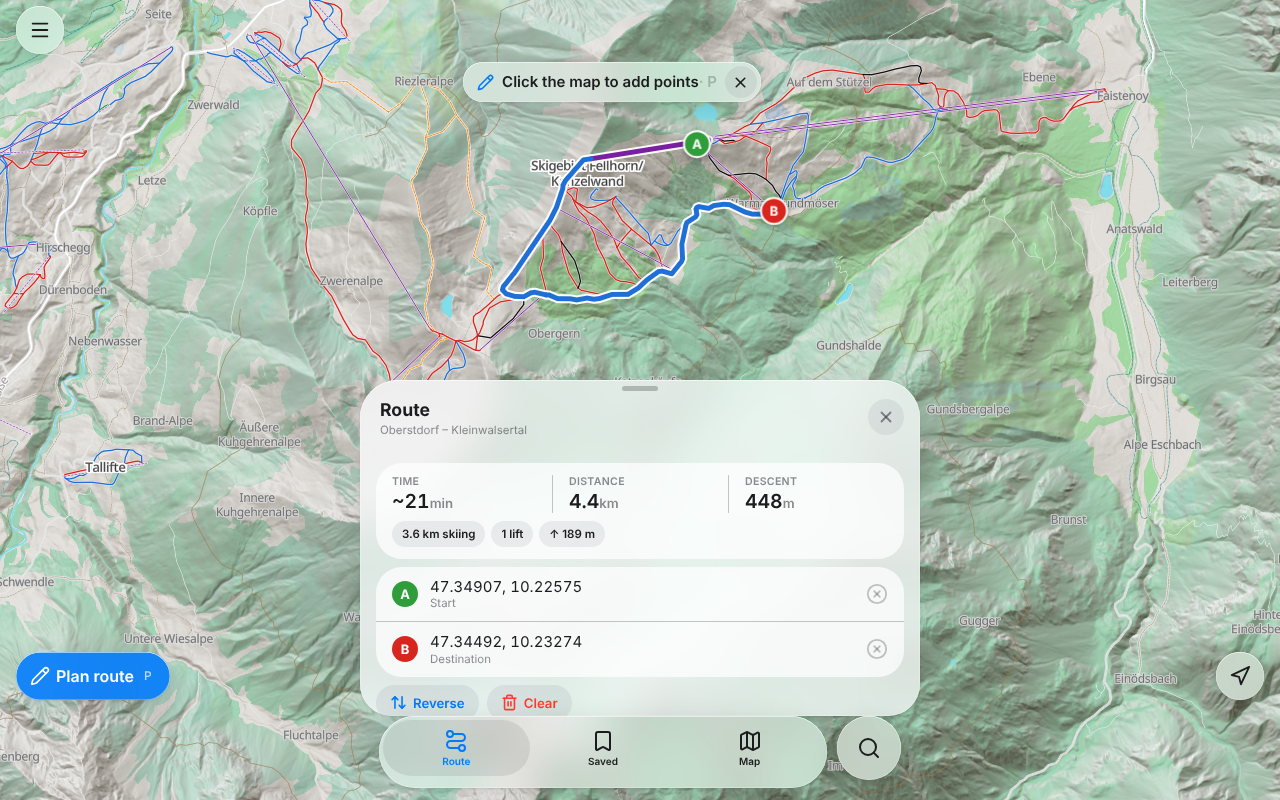 Seite
Riezleralpe
Click the map to add points · P
Auf dem Stützel
Ebene
Faistenoy
Zwerwald
A
Skigebiet Fellhorn/
Kanzelwand
Letze
B
Köpfle
Anatswald
Hirschegg
Zwerenalpe
Leiterberg
Dürenboden
Nebenwasser
Obergern
Gundshalde
Birgsau
Brand-Alpe
Äußere
Kuhgehrenalpe
Gundsbergalpe
Alpe Eschbach
Tallifte
Innere
Kuhgehrenalpe
Brunst
Schwendle
Gugger
Untere Wiesalpe
Einödsbach
Fluchtalpe
Route
Oberstdorf – Kleinwalsertal
TIME
~21min
DISTANCE
4.4km
DESCENT
448m
3.6 km skiing
1 lift
↑ 189 m
A
47.34907, 10.22575
Start
B
47.34492, 10.23274
Destination
Reverse
Clear
Plan route P
Route
Saved
Map